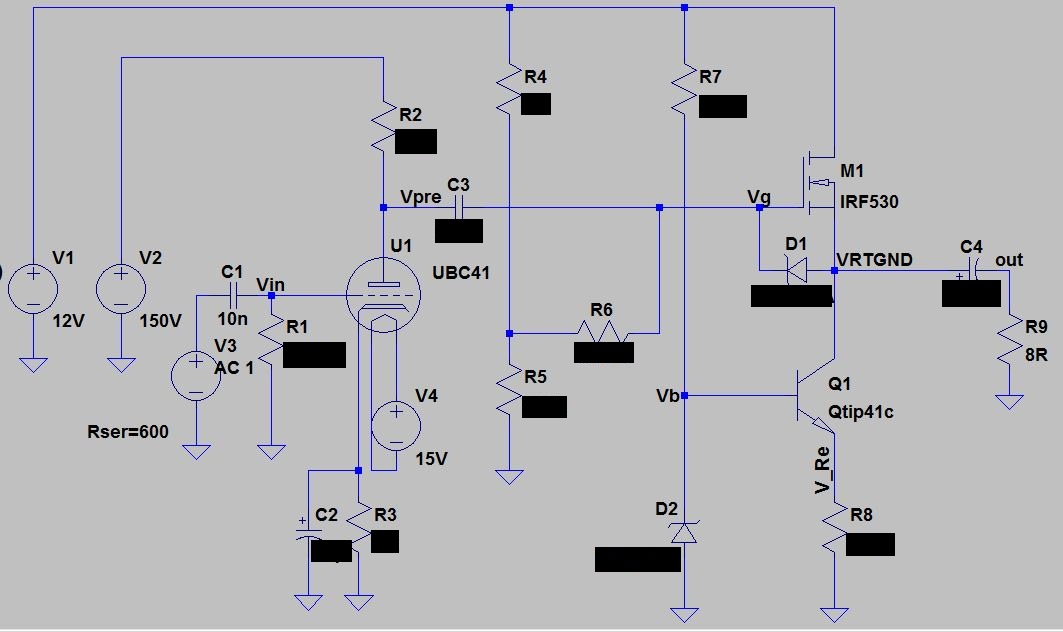 R4
R7
R2
M1
Vpre
C3
Vg
IRF530
U1
D1
VRTGND
C4
out
V1
V2
C1
Vin
UBC41
12V
150V
10n
R1
R6
R9
V3
AC 1
8R
R5
Q1
V4
Vb
Qtip41c
Rser=600
15V
V_Re
D2
C2
R3
R8